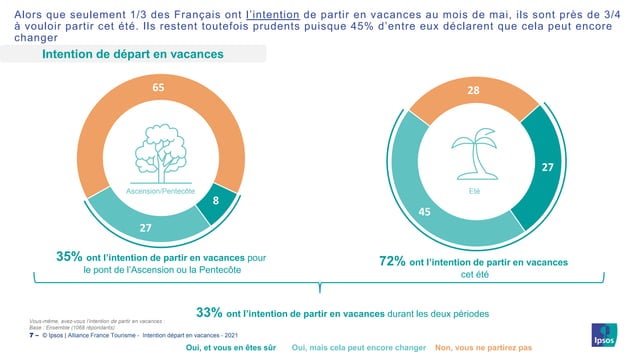 Alors que seulement 1/3 des Français ont l'intention de partir en vacances au mois de mai, ils sont près de 3/4
à vouloir partir cet été. Ils restent toutefois prudents puisque 45% d'entre eux déclarent que cela peut encore
changer
Intention de départ en vacances
65
Ascension/Pentecôte
8
27
28
Eté
27
45
35% ont l'intention de partir en vacances pour
le pont de l'Ascension ou la Pentecôte
72% ont l'intention de partir en vacances
cet été
33% ont l'intention de partir en vacances durant les deux périodes
Vous-même, avez-vous l'intention de partir en vacances :
Base : Ensemble (1068 répondants)
7 – © Ipsos | Alliance France Tourisme - Intention départ en vacances - 2021
Ipsos
Oui, et vous en êtes sûr Oui, mais cela peut encore changer Non, vous ne partirez pas